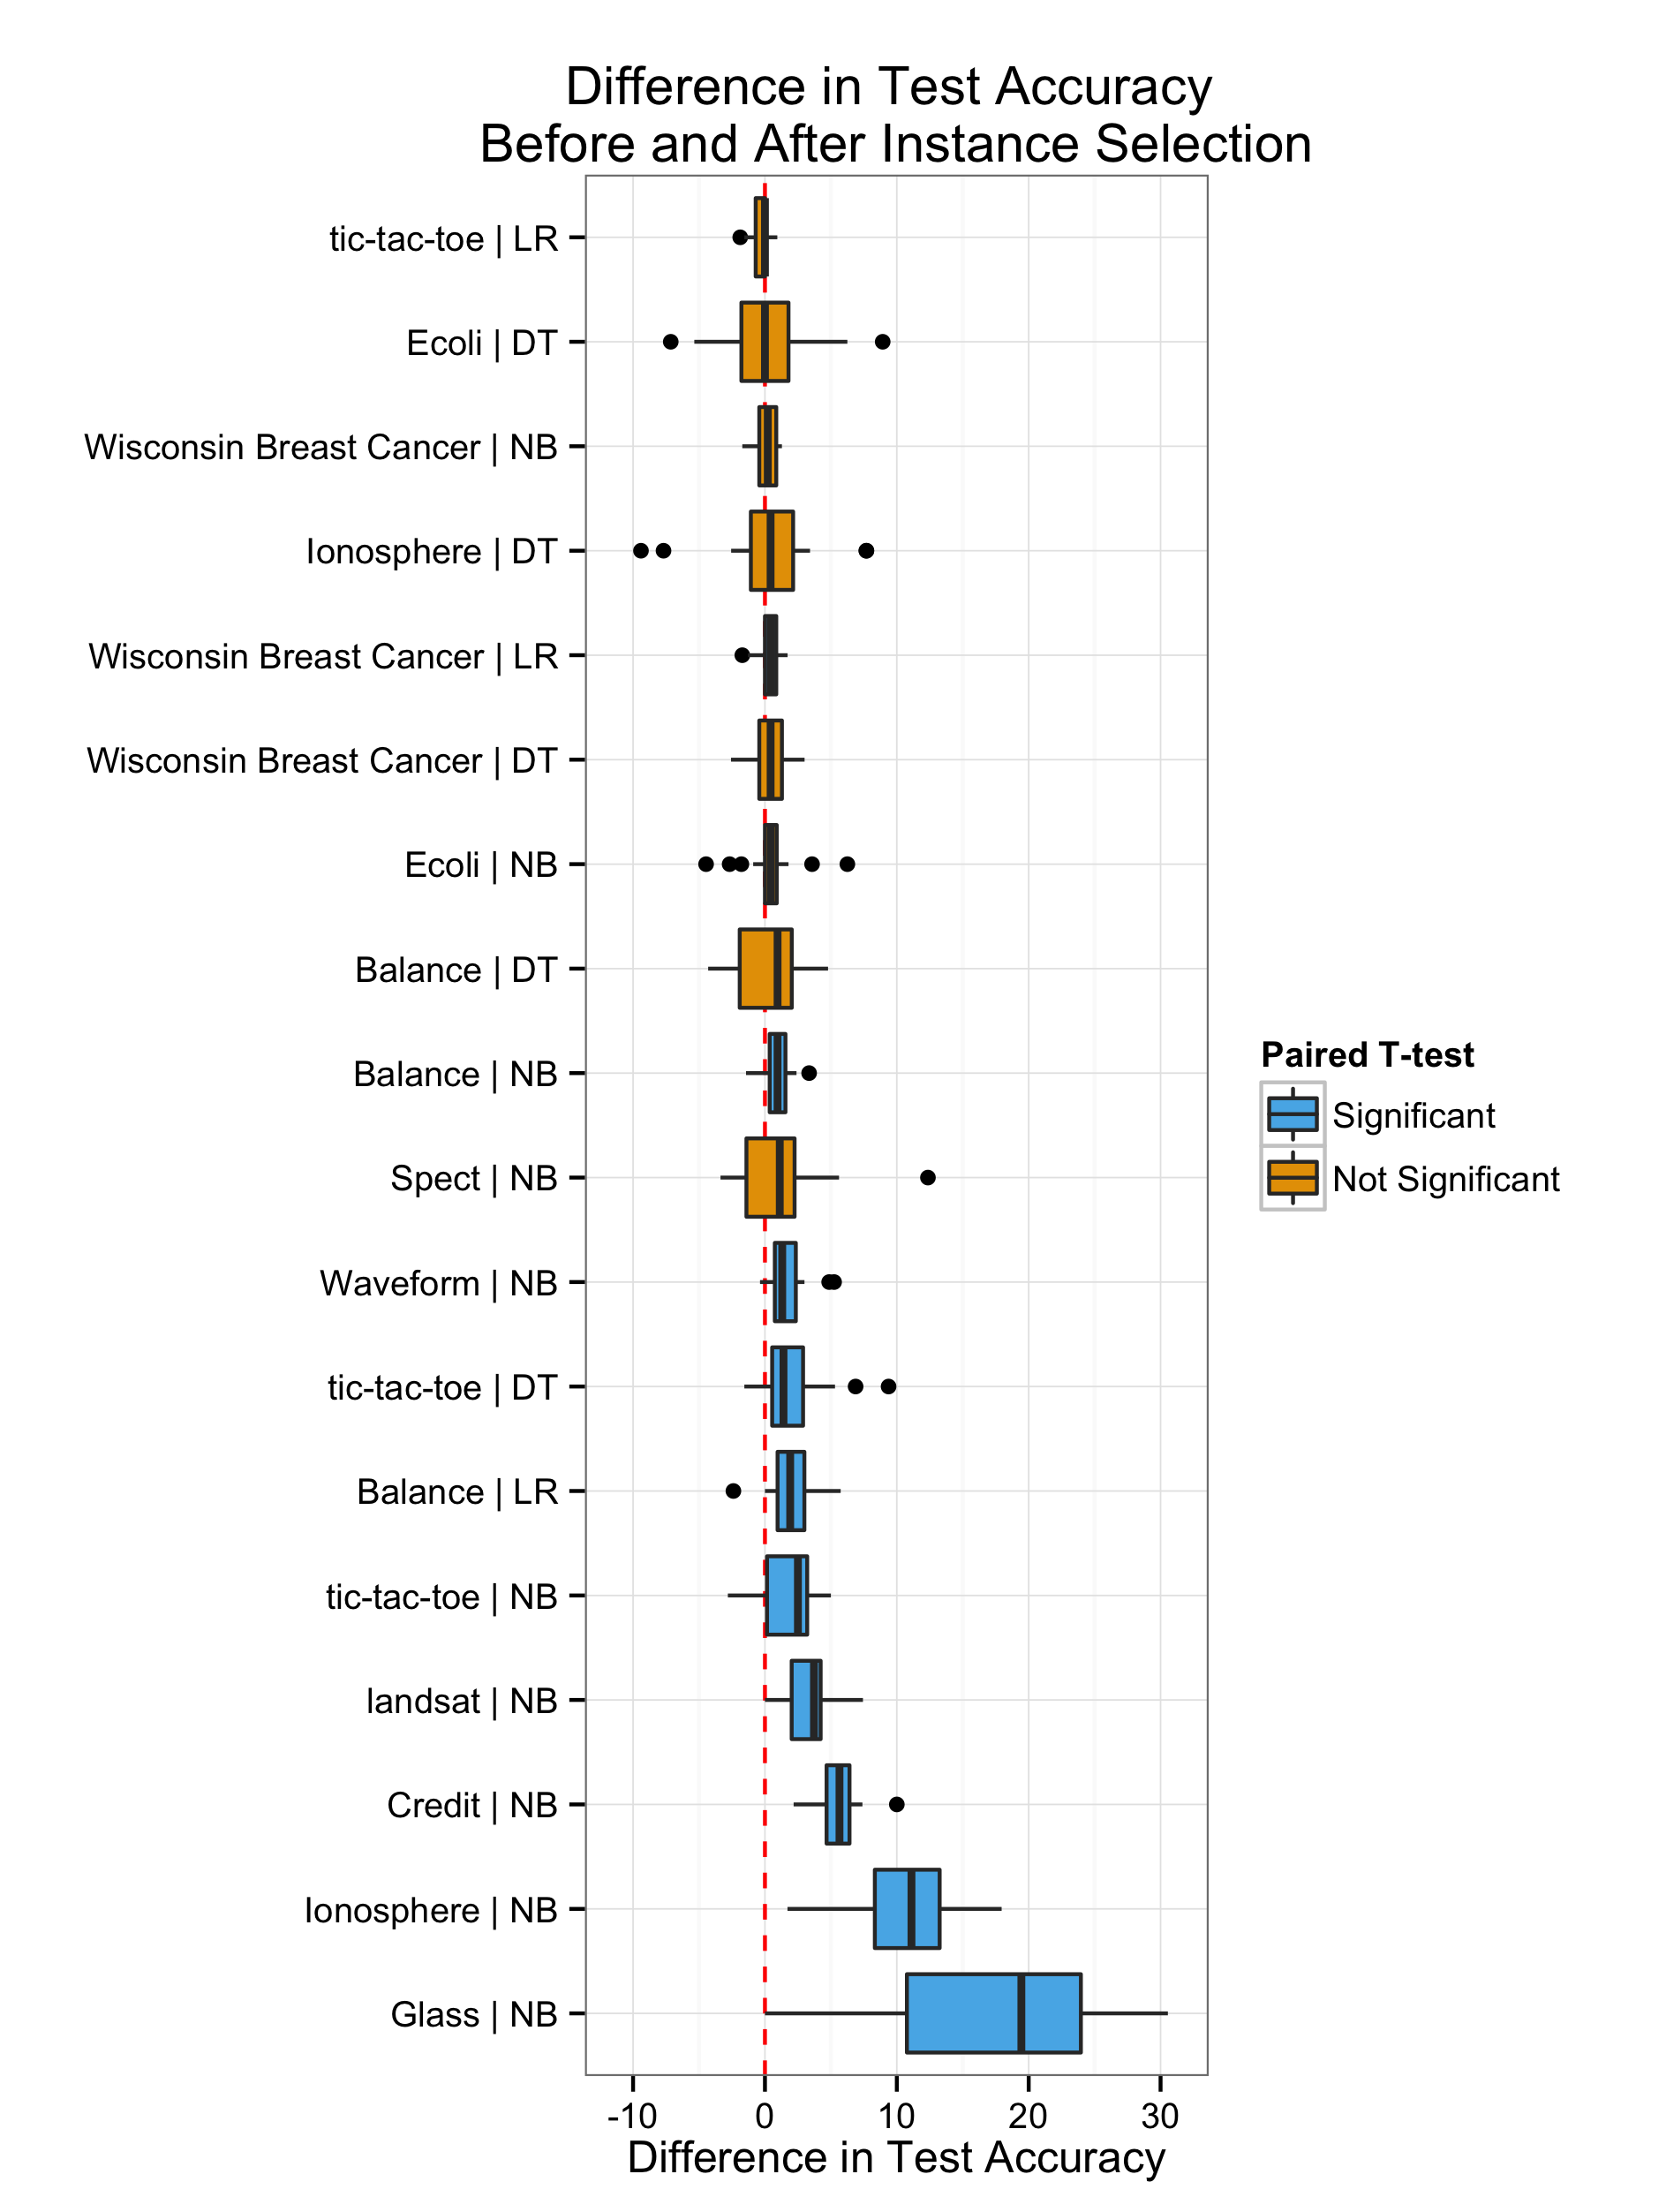 Difference in Test Accuracy
Before and After Instance Selection
tic-tac-toe | LR
Ecoli | DT
Wisconsin Breast Cancer | NB
Ionosphere | DT
Wisconsin Breast Cancer | LR
Wisconsin Breast Cancer | DT
Ecoli | NB
Balance | DT
Balance | NB
Spect | NB
Waveform | NB
tic-tac-toe | DT
Balance | LR
tic-tac-toe | NB
landsat | NB
Credit | NB
Ionosphere | NB
Glass | NB
-10 0 10 20 30
Difference in Test Accuracy
Paired T-test
Significant
Not Significant